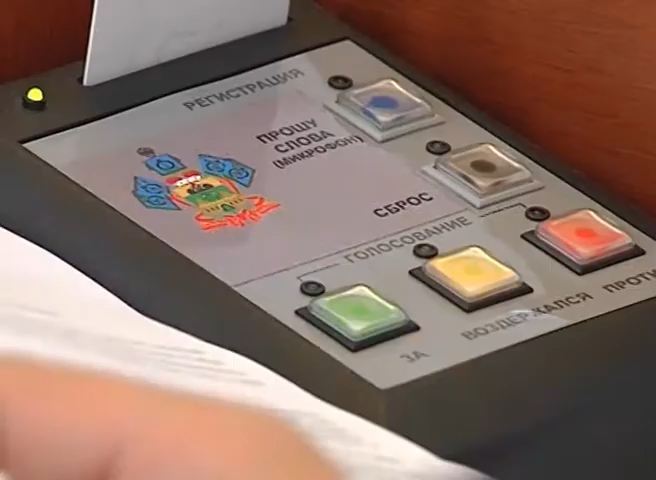 РЕГИСТРАЦИЯ
ПРОШУ
СЛОВА
(МИКРОФОН)
СБРОС
ГОЛОСОВАНИЕ
ЗА
ВОЗДЕРЖАЛСЯ
ПРОТИ